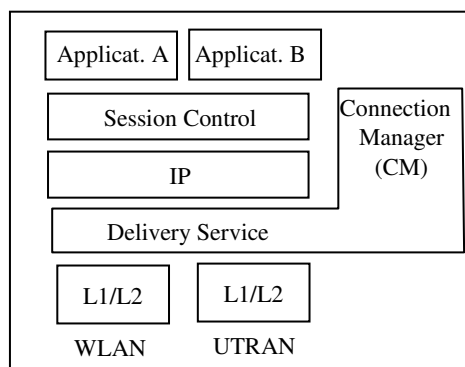 Applicat. A
Applicat. B
Session Control
Connection
Manager
(CM)
IP
Delivery Service
L1/L2
L1/L2
WLAN
UTRAN